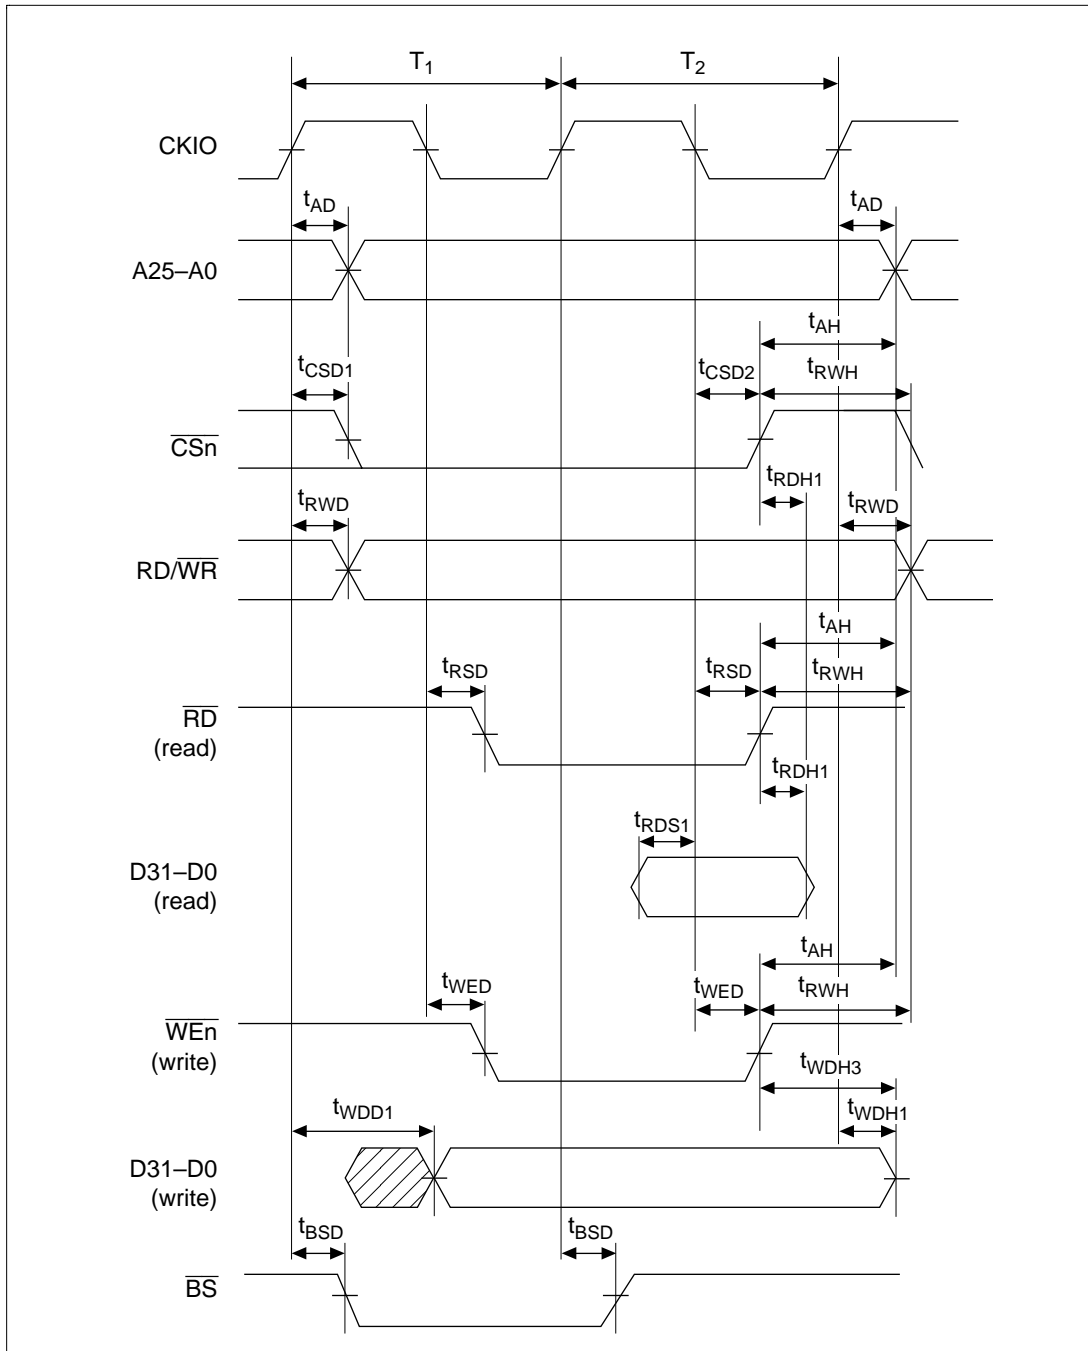 T1 T2
CKIO
tAD tAD
A25–A0
tAH
tCSD1 tCSD2 tRWH
CSn
tRDH1
tRWD tRWD
RD/WR
tAH
tRSD tRSD tRWH
RD
(read)
tRDH1
tRDS1
D31–D0
(read)
tAH
tWED tWED tRWH
WEn
(write)
tWDH3
tWDD1 tWDH1
D31–D0
(write)
tBSD tBSD
BS